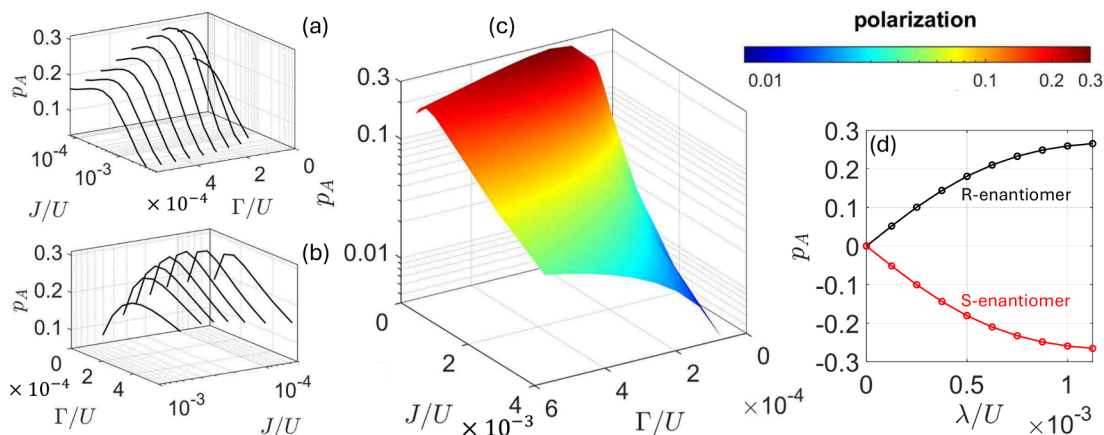 (a)
0.3
0.2
0.1
p_A
10^-4
10^-3
J/U
× 10^-4
4
2
0
Γ/U
(b)
0.3
0.2
0.1
p_A
0
× 10^-4
2
4
Γ/U
10^-3
10^-4
J/U
(c)
0.3
0.1
0.01
p_A
0
2
4
J/U
× 10^-3
6
4
2
0
Γ/U
×10^-4
polarization
0.01
0.1
0.2
0.3
(d)
0.3
0.2
0.1
0
-0.1
-0.2
-0.3
p_A
R-enantiomer
S-enantiomer
0
0.5
1
λ/U
× 10^-3